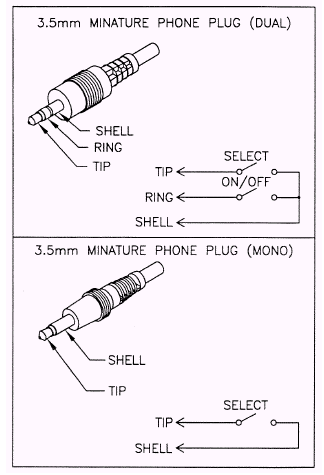 3.5mm MINATURE PHONE PLUG (DUAL)
SHELL
RING
TIP
SELECT
TIP
ON/OFF
RING
SHELL
3.5mm MINATURE PHONE PLUG (MONO)
SHELL
TIP
SELECT
TIP
SHELL